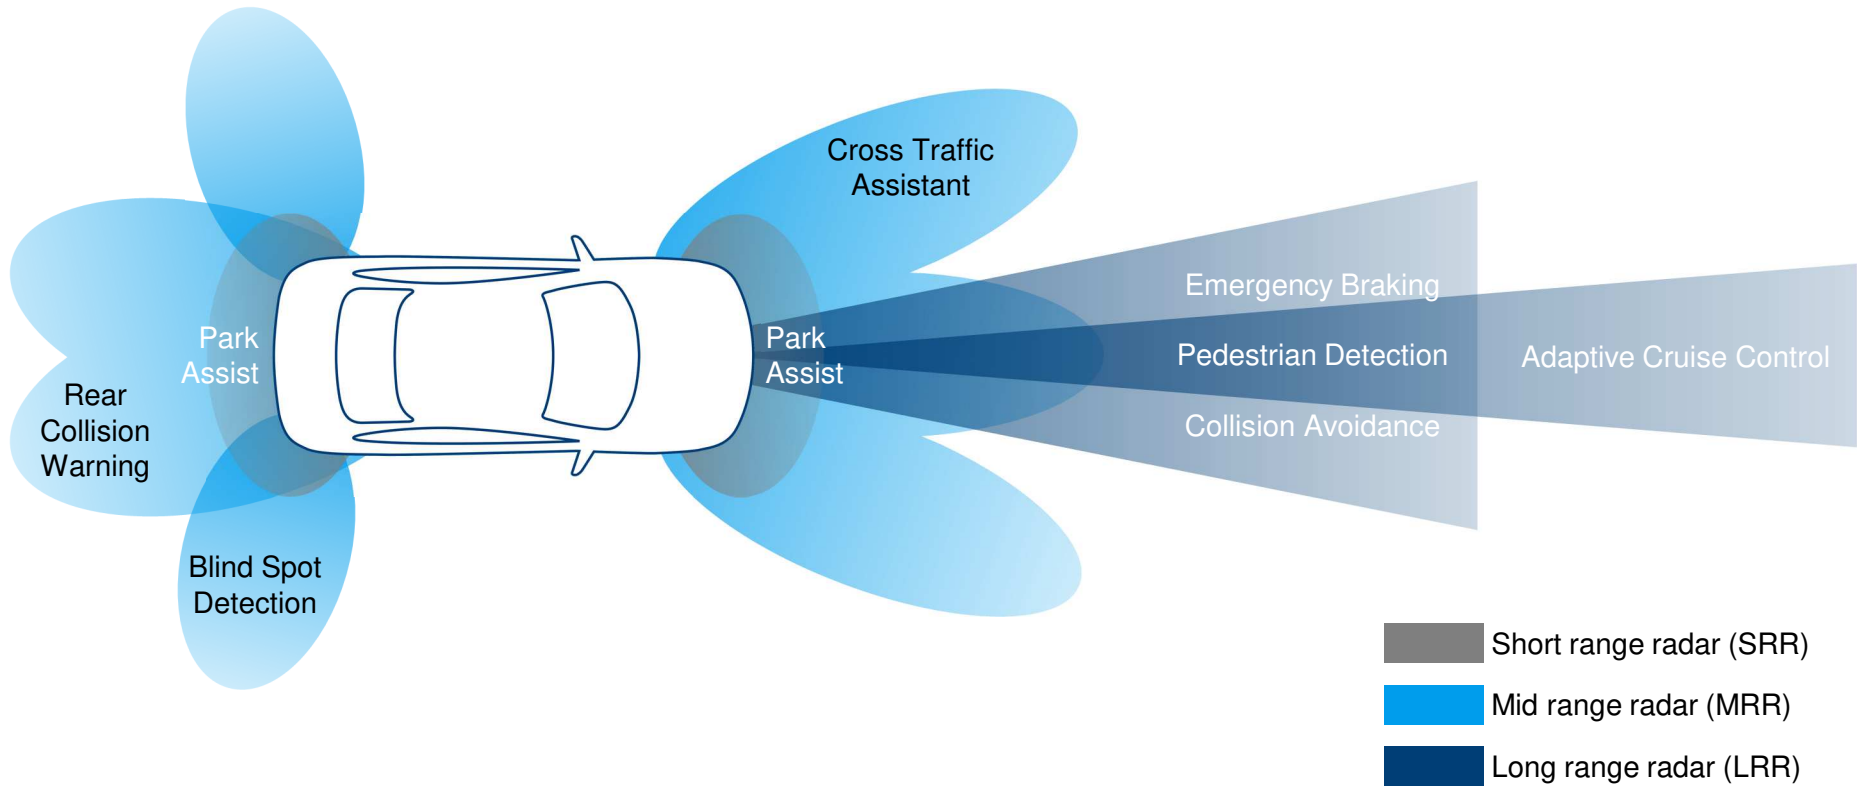 Cross Traffic
Assistant
Emergency Braking
Park
Assist
Park
Assist
Pedestrian Detection
Adaptive Cruise Control
Rear
Collision
Warning
Collision Avoidance
Blind Spot
Detection
Short range radar (SRR)
Mid range radar (MRR)
Long range radar (LRR)